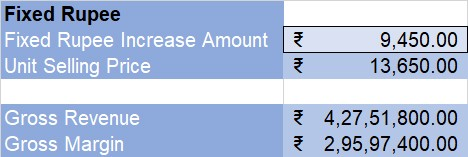 Fixed Rupee
Fixed Rupee Increase Amount ₹ 9,450.00
Unit Selling Price ₹ 13,650.00
Gross Revenue ₹ 4,27,51,800.00
Gross Margin ₹ 2,95,97,400.00